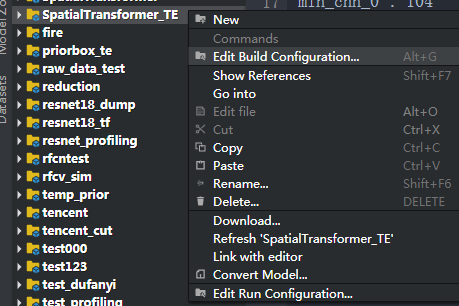 Model Zo
Datasets
17
min_chn_0 : 104
SpatialTransformer_TE
fire
priorbox_te
raw_data_test
reduction
resnet18_dump
resnet18_tf
resnet_profiling
rfcntest
rfcv_sim
temp_prior
tencent
tencent_cut
test000
test123
test_dufanyi
test_profiling
New
Commands
Edit Build Configuration... Alt+G
Show References Shift+F7
Go into
Edit file Alt+O
Cut Ctrl+X
Copy Ctrl+C
Paste Ctrl+V
Rename... Shift+F6
Delete... DELETE
Download...
Refresh 'SpatialTransformer_TE'
Link with editor
Convert Model...
Edit Run Configuration...